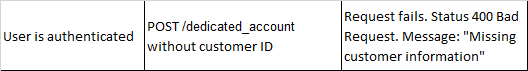 User is authenticated
POST /dedicated_account
without customer ID
Request fails. Status 400 Bad
Request. Message: "Missing
customer information"